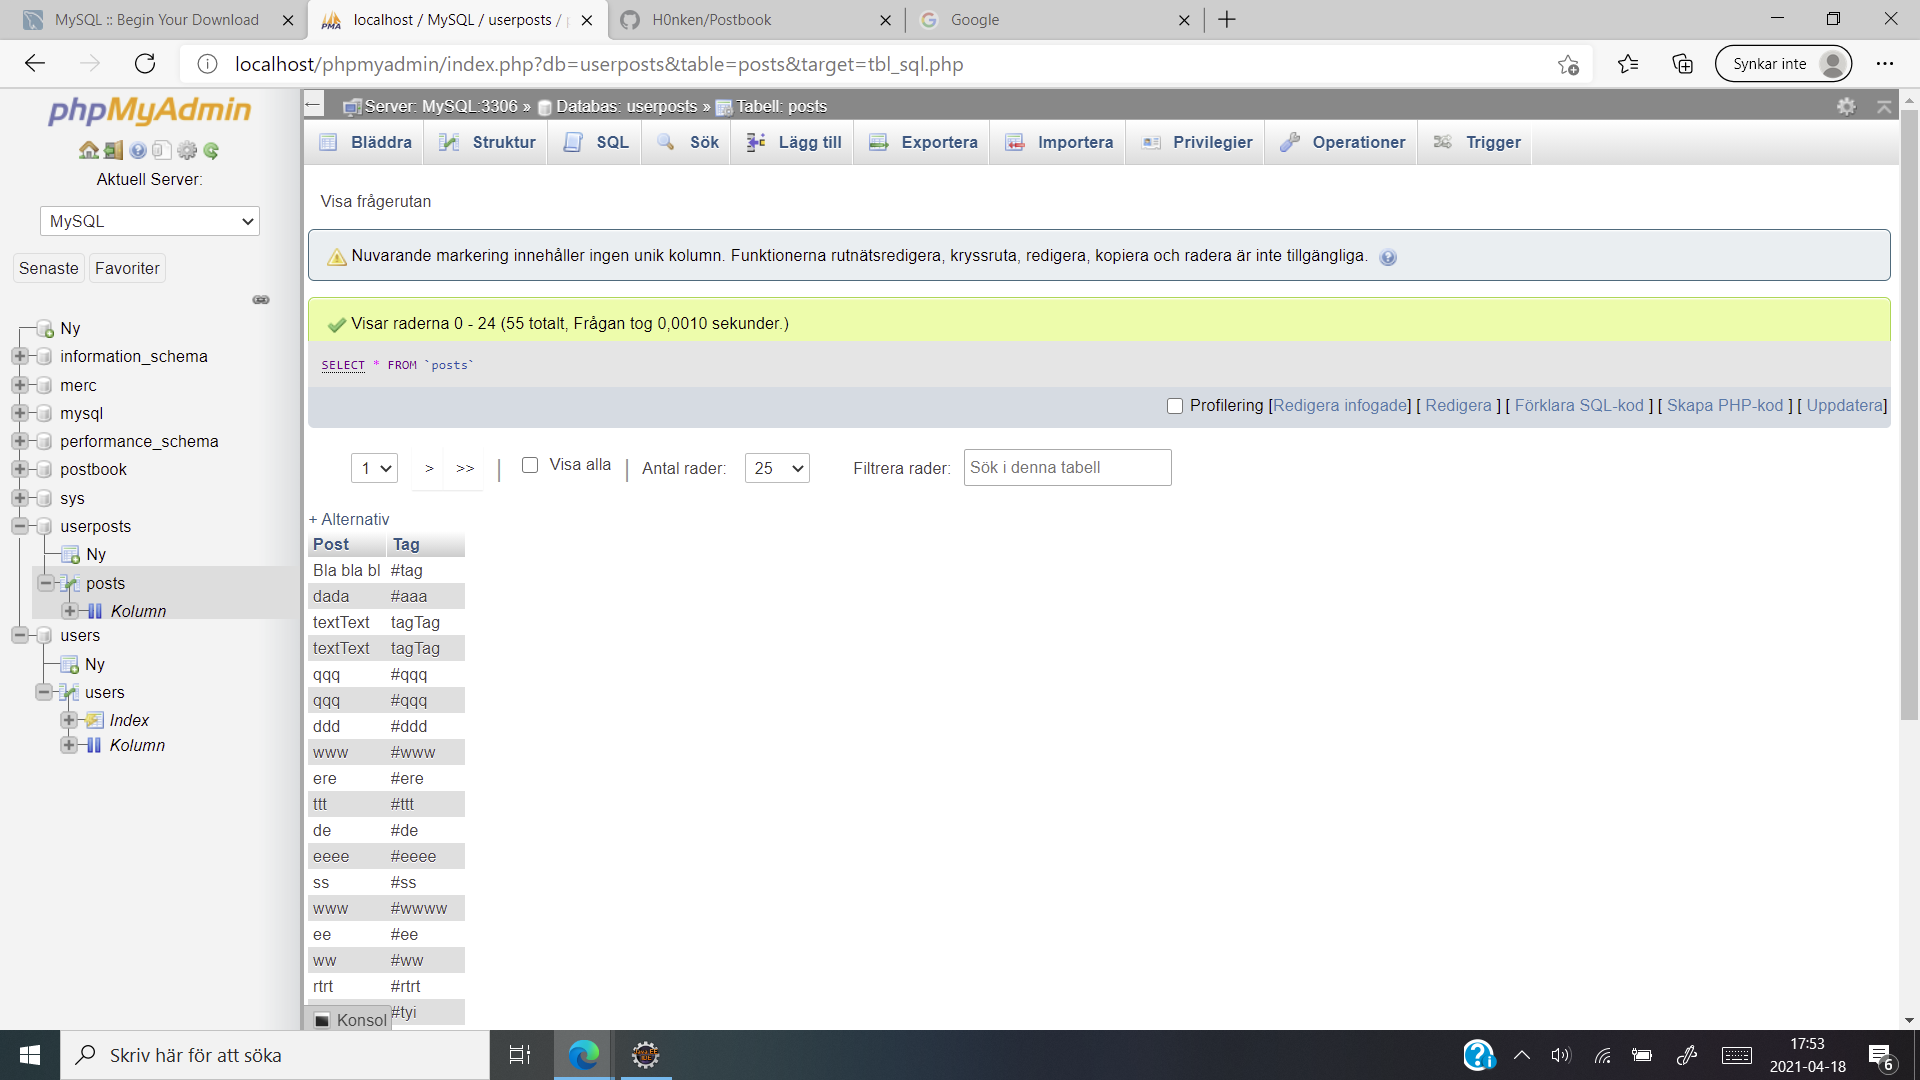 MySQL :: Begin Your Download
localhost / MySQL / userposts /
H0nken/Postbook
Google
localhost/phpmyadmin/index.php?db=userposts&table=posts&target=tbl_sql.php
Synkar inte
phpMyAdmin
Aktuell Server:
MySQL
Senaste Favoriter
Ny
information_schema
merc
mysql
performance_schema
postbook
sys
userposts
Ny
posts
Kolumn
users
Ny
users
Index
Kolumn
Server: MySQL:3306 » Databas: userposts » Tabell: posts
Bläddra Struktur SQL Sök Lägg till Exportera Importera Privilegier Operationer Trigger
Visa frågerutan
Nuvarande markering innehåller ingen unik kolumn. Funktionerna rutnätsredigera, kryssruta, redigera, kopiera och radera är inte tillgängliga.
Visar raderna 0 - 24 (55 totalt, Frågan tog 0,0010 sekunder.)
SELECT * FROM `posts`
Profilering [Redigera infogade] [ Redigera ] [ Förklara SQL-kod ] [ Skapa PHP-kod ] [ Uppdatera]
1 > >> | Visa alla | Antal rader: 25 Filtrera rader: Sök i denna tabell
+ Alternativ
Post Tag
Bla bla bl #tag
dada #aaa
textText tagTag
textText tagTag
qqq #qqq
qqq #qqq
ddd #ddd
www #www
ere #ere
ttt #ttt
de #de
eeee #eeee
ss #ss
www #wwww
ee #ee
ww #ww
rtrt #rtrt
#tyi
Konsol
Skriv här för att söka
17:53
2021-04-18
6